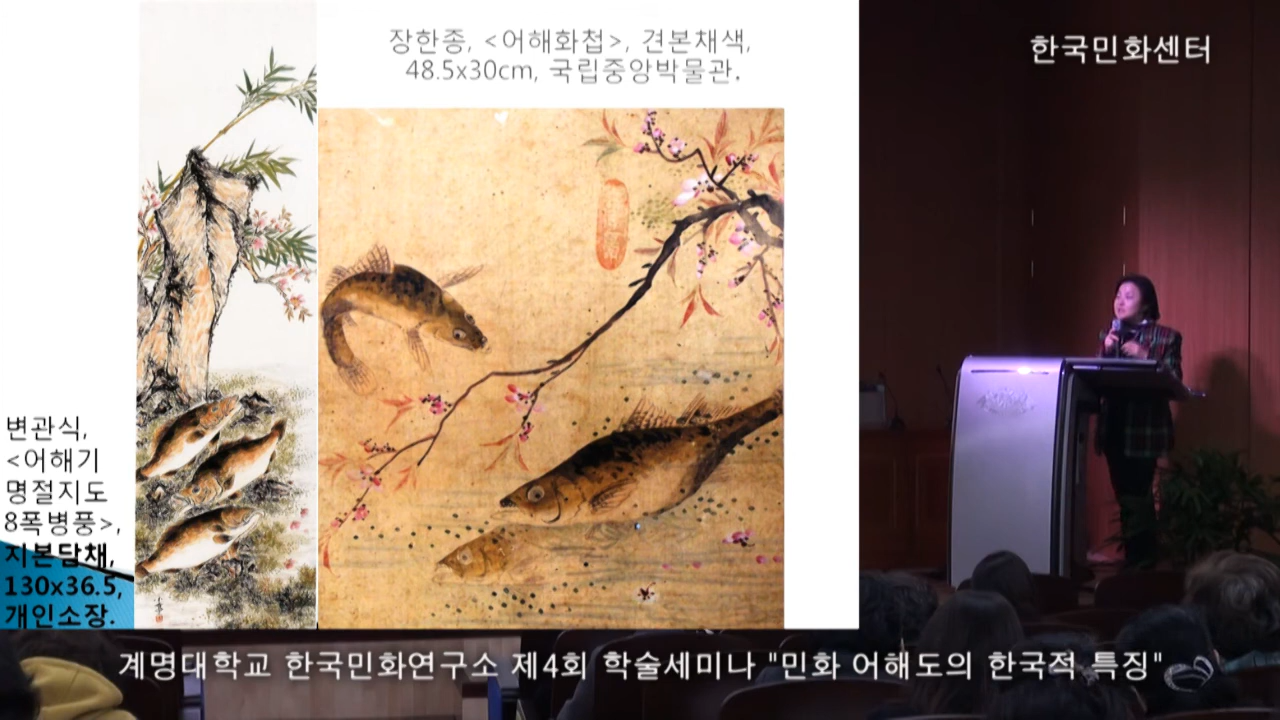 장한종, <어해화첩>, 견본채색,
48.5x30cm, 국립중앙박물관.
한국민화센터
변관식,
<어해기
명절지도
8폭병풍>,
지본담채,
130x36.5,
개인소장.
계명대학교 한국민화연구소 제4회 학술세미나 "민화 어해도의 한국적 특징"